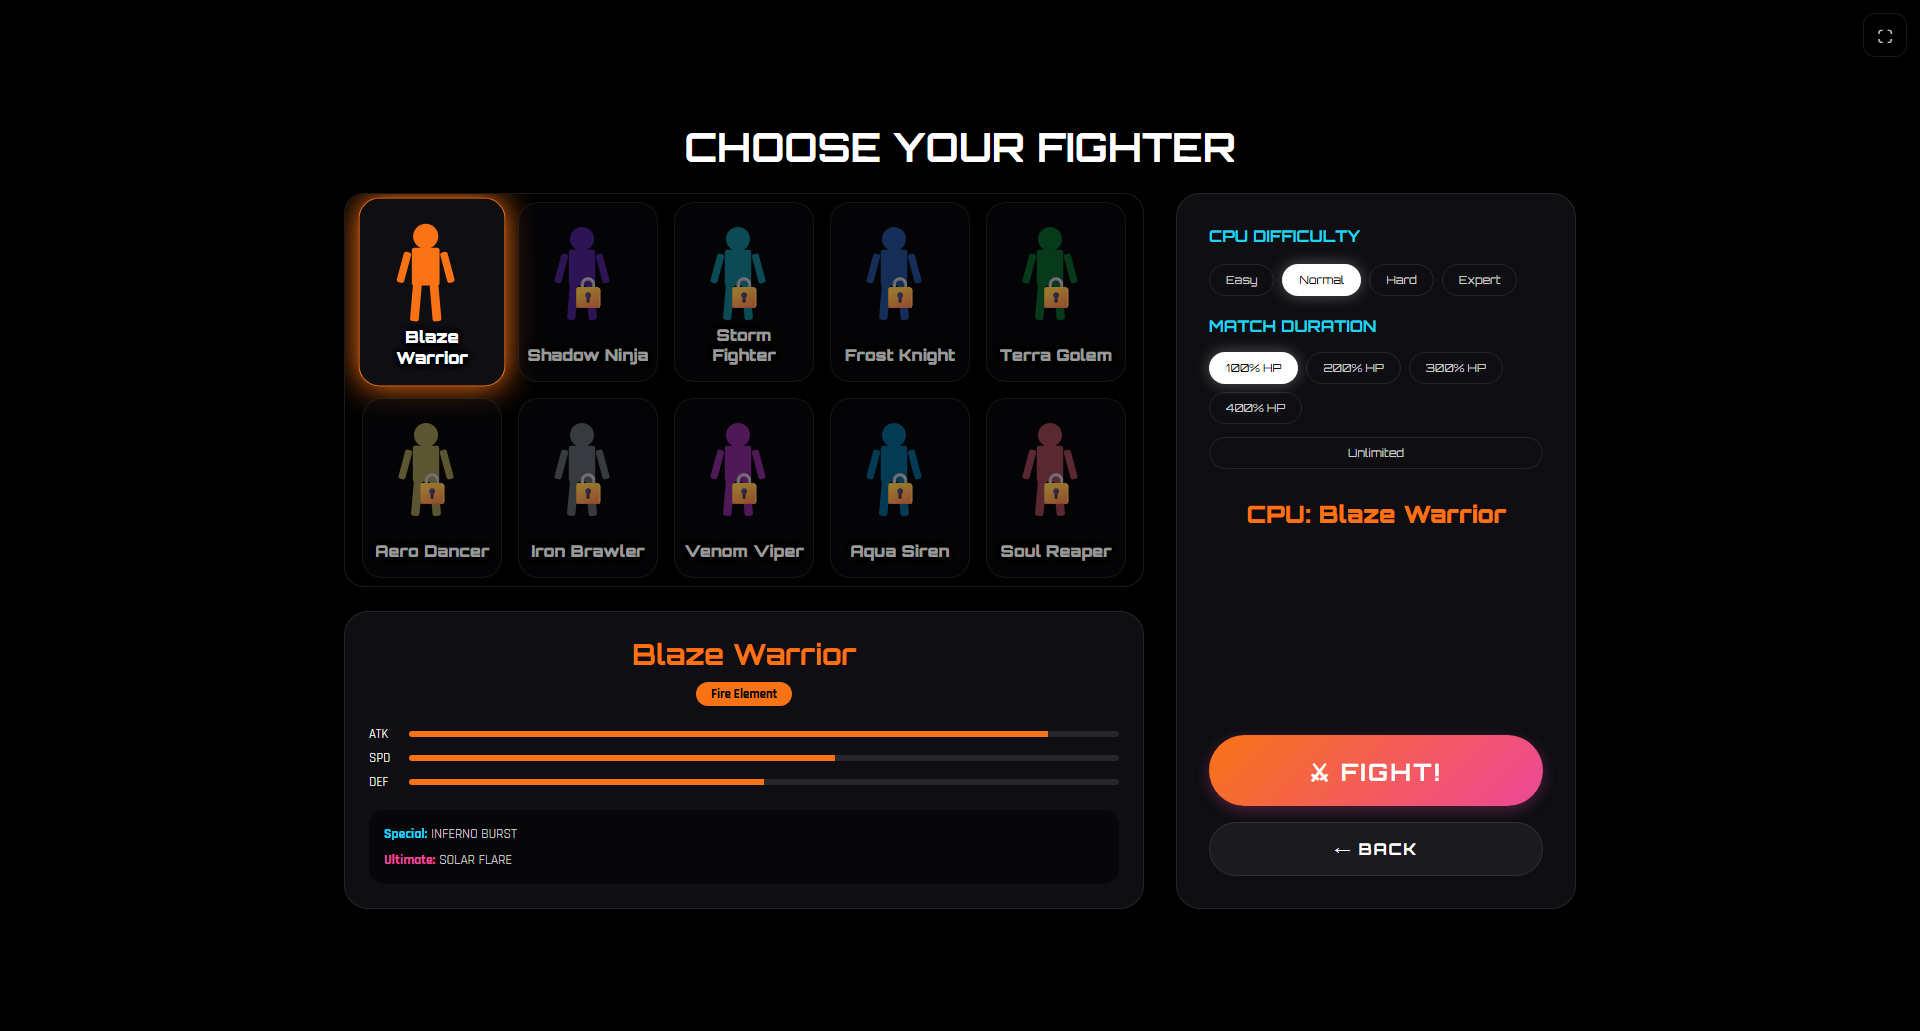 CHOOSE YOUR FIGHTER
Blaze
Warrior
Shadow Ninja
Storm
Fighter
Frost Knight
Terra Golem
Aero Dancer
Iron Brawler
Venom Viper
Aqua Siren
Soul Reaper
Blaze Warrior
Fire Element
ATK
SPD
DEF
Special: INFERNO BURST
Ultimate: SOLAR FLARE
CPU DIFFICULTY
Easy
Normal
Hard
Expert
MATCH DURATION
100% HP
200% HP
300% HP
400% HP
Unlimited
CPU: Blaze Warrior
⚔ FIGHT!
← BACK